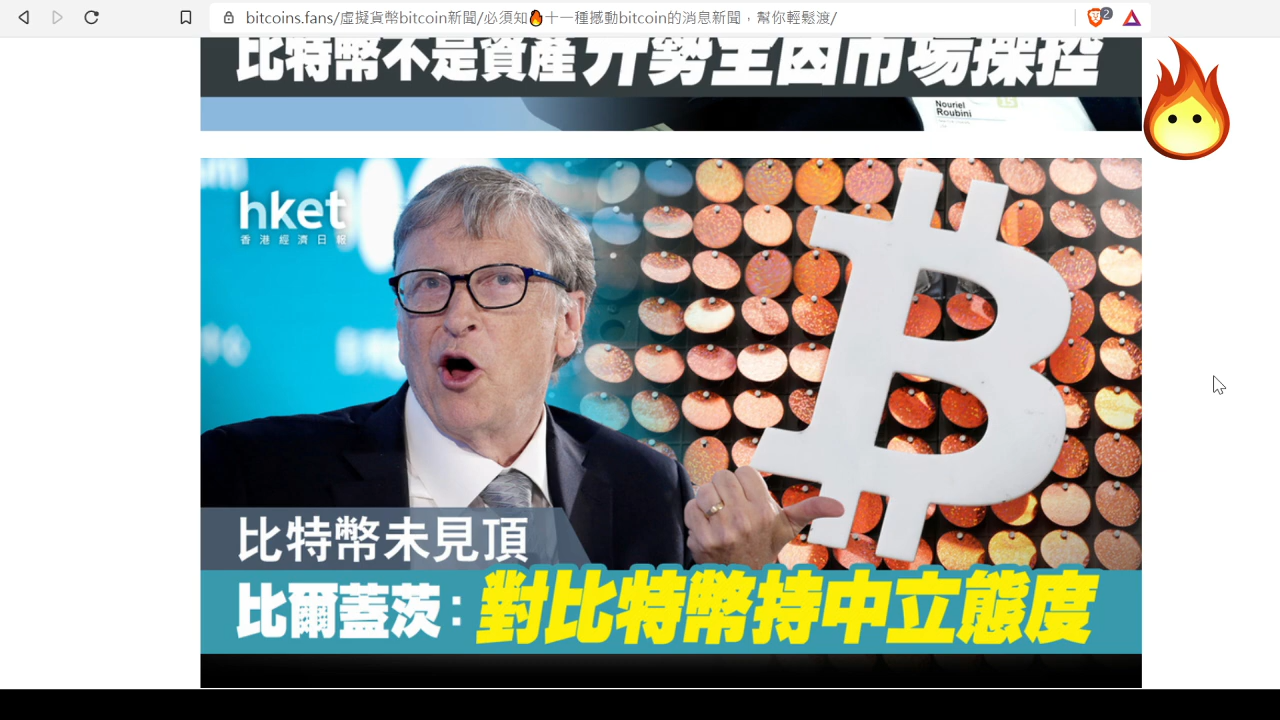 bitcoins.fans/虛擬貨幣bitcoin新聞/必須知🔥十一種撼動bitcoin的消息新聞，幫你輕鬆渡/
2
比特幣不是資產升勢全因市場操控
15
Nouriel
Roubini
hket
香港經濟日報
比特幣未見頂
比爾蓋茨：對比特幣持中立態度